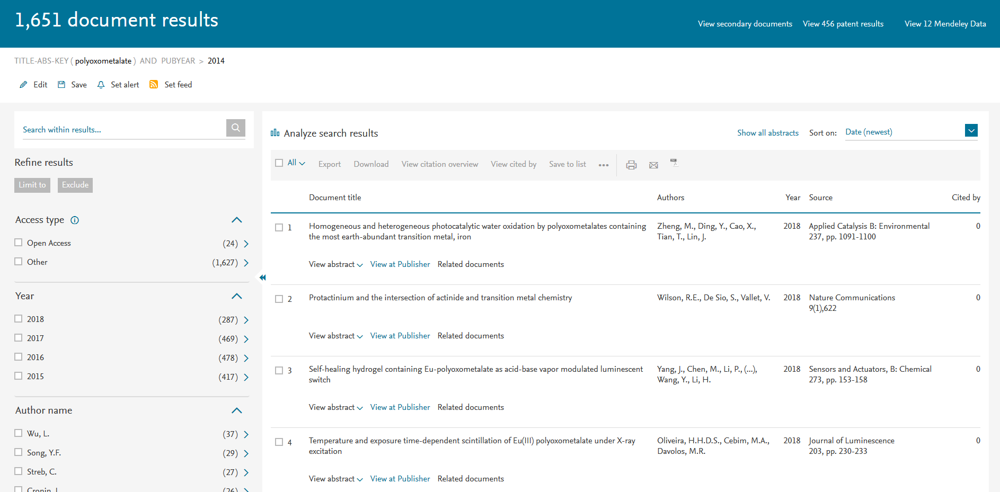 1,651 document results
View secondary documents View 456 patent results View 12 Mendeley Data
TITLE-ABS-KEY ( polyoxometalate ) AND PUBYEAR > 2014
Edit Save Set alert Set feed
Search within results...
Refine results
Limit to Exclude
Access type
Open Access (24)
Other (1,627)
Year
2018 (287)
2017 (469)
2016 (478)
2015 (417)
Author name
Wu, L. (37)
Song, Y.F. (29)
Streb, C. (27)
Cronin, L. (26)
Analyze search results
Show all abstracts Sort on: Date (newest)
All Export Download View citation overview View cited by Save to list
Document title Authors Year Source Cited by
1 Homogeneous and heterogeneous photocatalytic water oxidation by polyoxometalates containing Zheng, M., Ding, Y., Cao, X., 2018 Applied Catalysis B: Environmental 0
the most earth-abundant transition metal, iron Tian, T., Lin, J. 237, pp. 1091-1100
View abstract View at Publisher Related documents
2 Protactinium and the intersection of actinide and transition metal chemistry Wilson, R.E., De Sio, S., Vallet, V. 2018 Nature Communications 0
9(1),622
View abstract View at Publisher Related documents
3 Self-healing hydrogel containing Eu-polyoxometalate as acid-base vapor modulated luminescent Yang, J., Chen, M., Li, P., (...), 2018 Sensors and Actuators, B: Chemical 0
switch Wang, Y., Li, H. 273, pp. 153-158
View abstract View at Publisher Related documents
4 Temperature and exposure time-dependent scintillation of Eu(III) polyoxometalate under X-ray Oliveira, H.H.D.S., Cebim, M.A., 2018 Journal of Luminescence 0
excitation Davolos, M.R. 203, pp. 230-233
View abstract View at Publisher Related documents